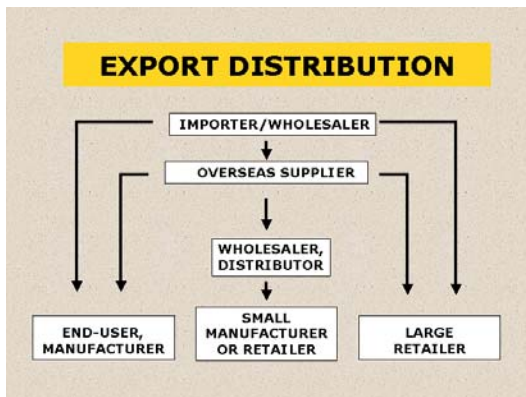 EXPORT DISTRIBUTION
IMPORTER/WHOLESALER
OVERSEAS SUPPLIER
WHOLESALER,
DISTRIBUTOR
END-USER,
MANUFACTURER
SMALL
MANUFACTURER
OR RETAILER
LARGE
RETAILER